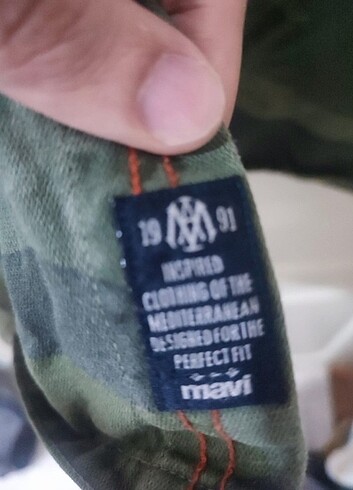 19 M 91
INSPIRED
CLOTHING OF THE
MEDITERRANEAN
DESIGNED FOR THE
PERFECT FIT
mavi